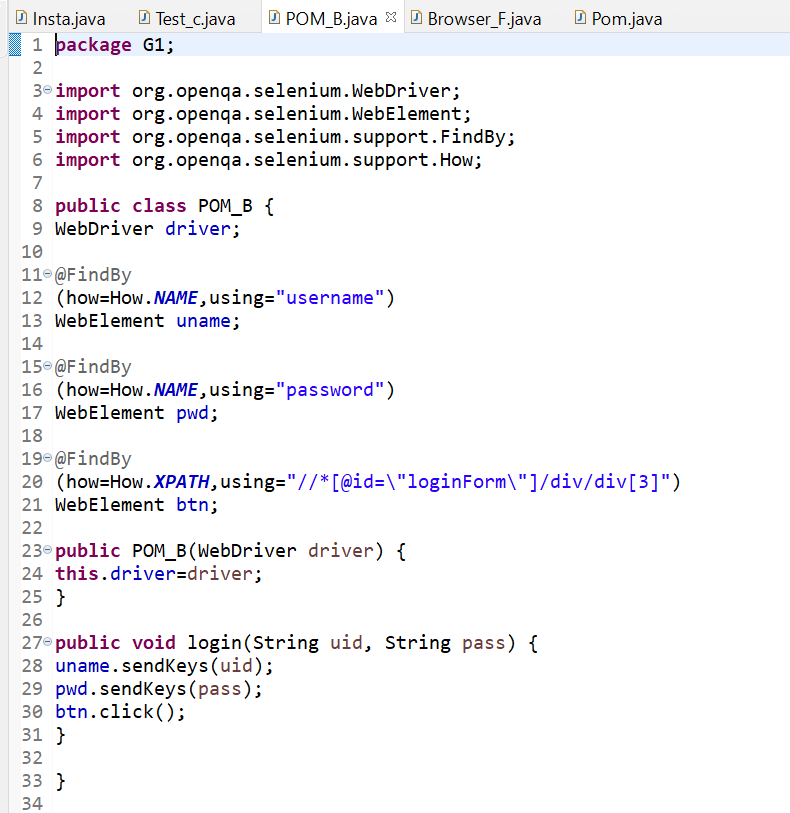 Insta.java Test_c.java POM_B.java Browser_F.java Pom.java
1 package G1;
2
3 import org.openqa.selenium.WebDriver;
4 import org.openqa.selenium.WebElement;
5 import org.openqa.selenium.support.FindBy;
6 import org.openqa.selenium.support.How;
7
8 public class POM_B {
9 WebDriver driver;
10
11 @FindBy
12 (how=How.NAME,using="username")
13 WebElement uname;
14
15 @FindBy
16 (how=How.NAME,using="password")
17 WebElement pwd;
18
19 @FindBy
20 (how=How.XPATH,using="//*[@id=\"loginForm\"]/div/div[3]")
21 WebElement btn;
22
23 public POM_B(WebDriver driver) {
24 this.driver=driver;
25 }
26
27 public void login(String uid, String pass) {
28 uname.sendKeys(uid);
29 pwd.sendKeys(pass);
30 btn.click();
31 }
32
33 }
34